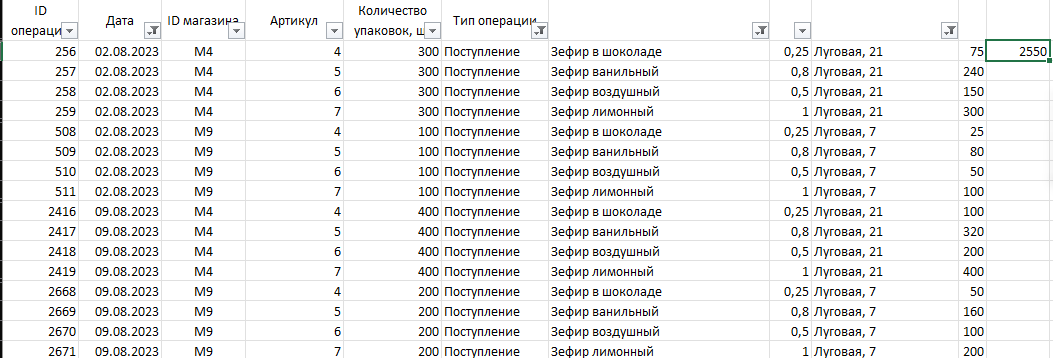 ID операци Дата ID магазина Артикул Количество упаковок, ш Тип операции
256 02.08.2023 M4 4 300 Поступление Зефир в шоколаде 0,25 Луговая, 21 75 2550
257 02.08.2023 M4 5 300 Поступление Зефир ванильный 0,8 Луговая, 21 240
258 02.08.2023 M4 6 300 Поступление Зефир воздушный 0,5 Луговая, 21 150
259 02.08.2023 M4 7 300 Поступление Зефир лимонный 1 Луговая, 21 300
508 02.08.2023 M9 4 100 Поступление Зефир в шоколаде 0,25 Луговая, 7 25
509 02.08.2023 M9 5 100 Поступление Зефир ванильный 0,8 Луговая, 7 80
510 02.08.2023 M9 6 100 Поступление Зефир воздушный 0,5 Луговая, 7 50
511 02.08.2023 M9 7 100 Поступление Зефир лимонный 1 Луговая, 7 100
2416 09.08.2023 M4 4 400 Поступление Зефир в шоколаде 0,25 Луговая, 21 100
2417 09.08.2023 M4 5 400 Поступление Зефир ванильный 0,8 Луговая, 21 320
2418 09.08.2023 M4 6 400 Поступление Зефир воздушный 0,5 Луговая, 21 200
2419 09.08.2023 M4 7 400 Поступление Зефир лимонный 1 Луговая, 21 400
2668 09.08.2023 M9 4 200 Поступление Зефир в шоколаде 0,25 Луговая, 7 50
2669 09.08.2023 M9 5 200 Поступление Зефир ванильный 0,8 Луговая, 7 160
2670 09.08.2023 M9 6 200 Поступление Зефир воздушный 0,5 Луговая, 7 100
2671 09.08.2023 M9 7 200 Поступление Зефир лимонный 1 Луговая, 7 200